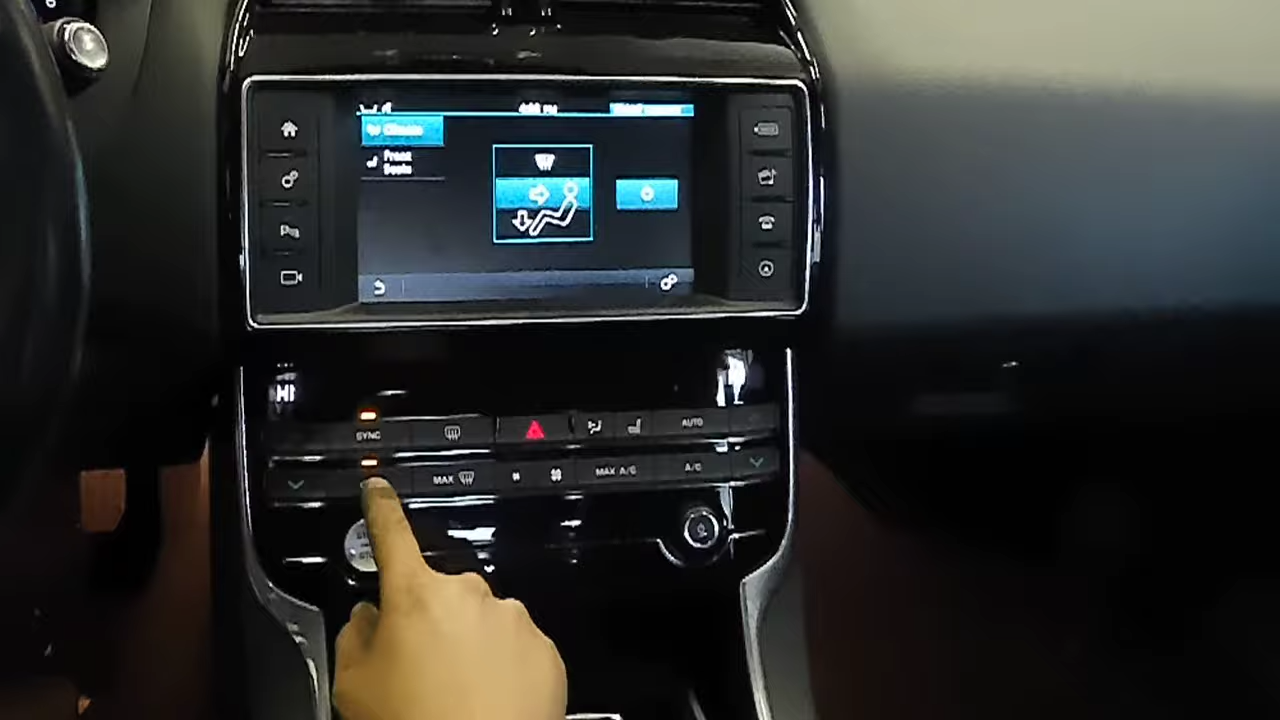 Climate
Front
Seats
HI
SYNC
AUTO
MAX
MAX A/C
A/C